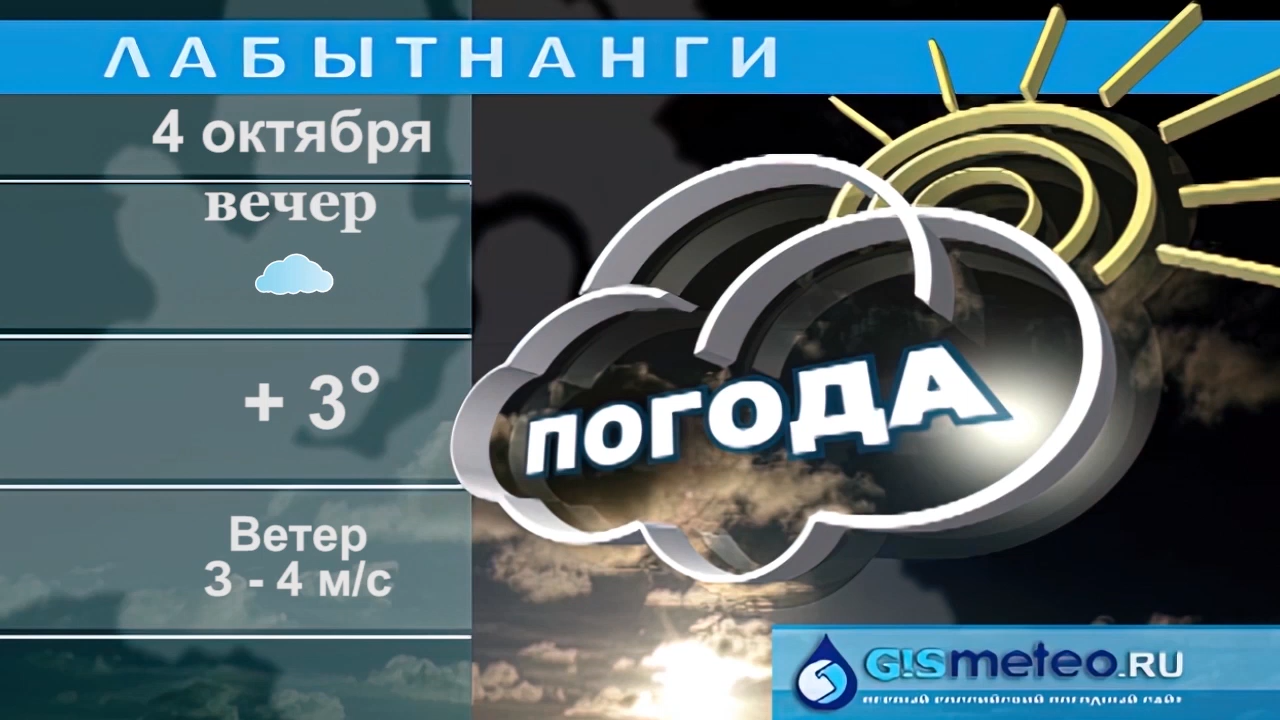 ЛАБЫТНАНГИ
4 октября
вечер
+ 3°
Ветер
3 - 4 м/с
ПОГОДА
GISmeteo.RU